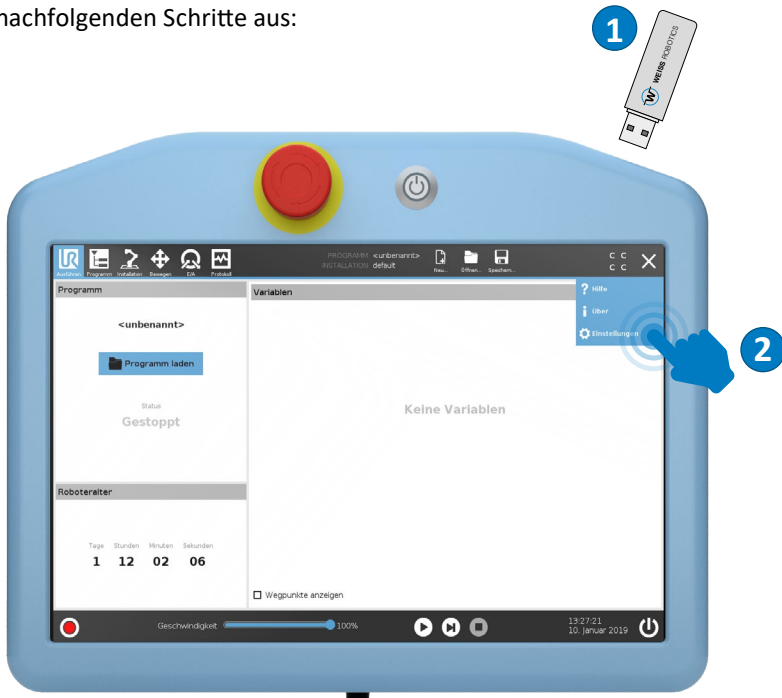 nachfolgenden Schritte aus:
1
WEISS ROBOTICS
W
UR
Ausführen
Programm
Installation
Bewegen
E/A
Protokoll
PROGRAMM <unbenannt>
INSTALLATION default
Neu...
Öffnen...
Speichern...
C C
C C
Programm
Variablen
? Hilfe
i Über
Einstellungen
2
<unbenannt>
Programm laden
Status
Gestoppt
Keine Variablen
Roboteralter
Tage Stunden Minuten Sekunden
1 12 02 06
Wegpunkte anzeigen
Geschwindigkeit 100%
13:27:21
10. Januar 2019